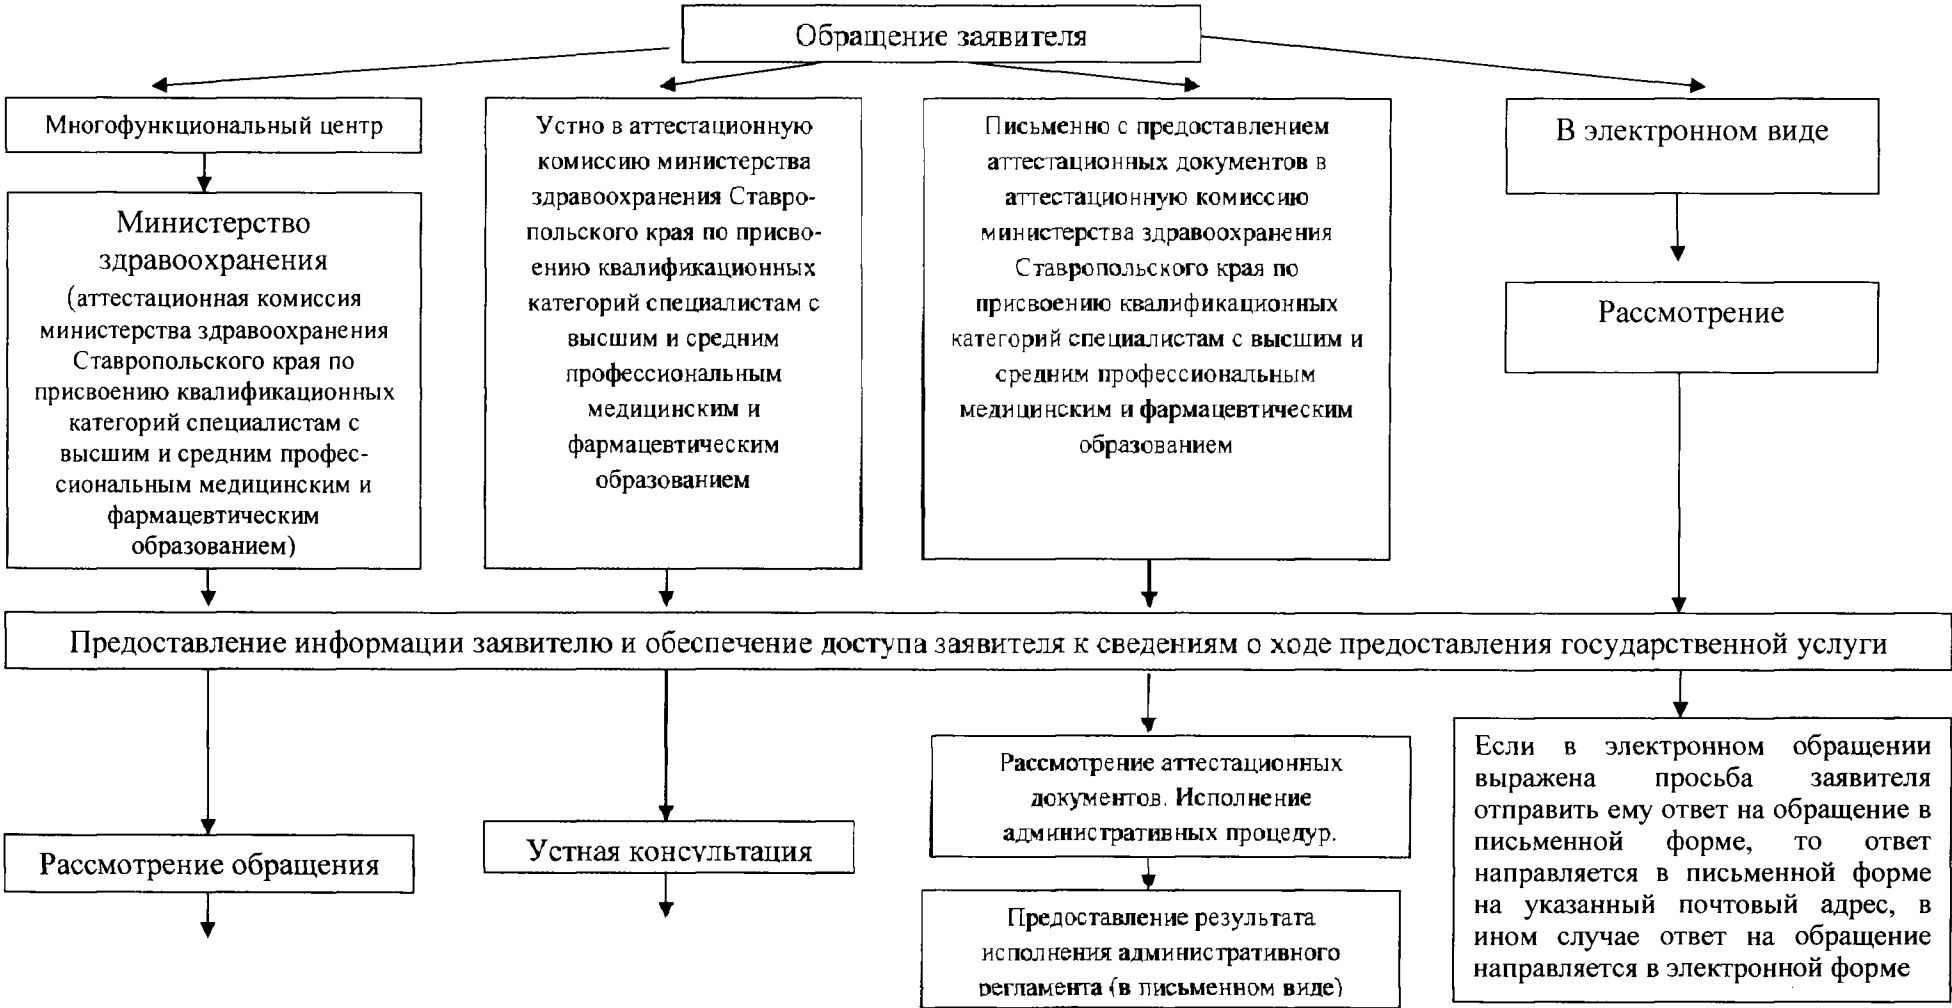 Обращение заявителя
Многофункциональный центр
Министерство
здравоохранения
(аттестационная комиссия
министерства здравоохранения
Ставропольского края по
присвоению квалификационных
категорий специалистам с
высшим и средним профес-
сиональным медицинским и
фармацевтическим
образованием)
Устно в аттестационную
комиссию министерства
здравоохранения Ставро-
польского края по присво-
ению квалификационных
категорий специалистам с
высшим и средним
профессиональным
медицинским и
фармацевтическим
образованием
Письменно с предоставлением
аттестационных документов в
аттестационную комиссию
министерства здравоохранения
Ставропольского края по
присвоению квалификационных
категорий специалистам с высшим и
средним профессиональным
медицинским и фармацевтическим
образованием
В электронном виде
Рассмотрение
Предоставление информации заявителю и обеспечение доступа заявителя к сведениям о ходе предоставления государственной услуги
Рассмотрение обращения
Устная консультация
Рассмотрение аттестационных
документов. Исполнение
административных процедур.
Предоставление результата
исполнения административного
регламента (в письменном виде)
Если в электронном обращении
выражена просьба заявителя
отправить ему ответ на обращение в
письменной форме, то ответ
направляется в письменной форме
на указанный почтовый адрес, в
ином случае ответ на обращение
направляется в электронной форме